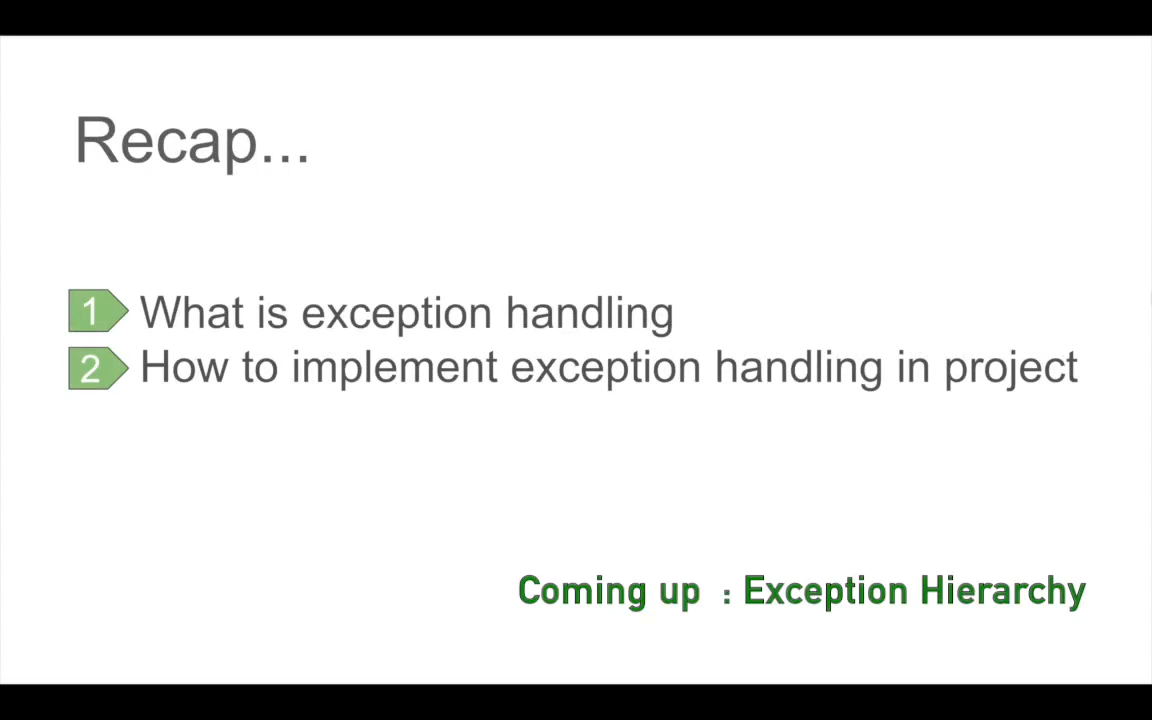 Recap...
1 What is exception handling
2 How to implement exception handling in project
Coming up : Exception Hierarchy